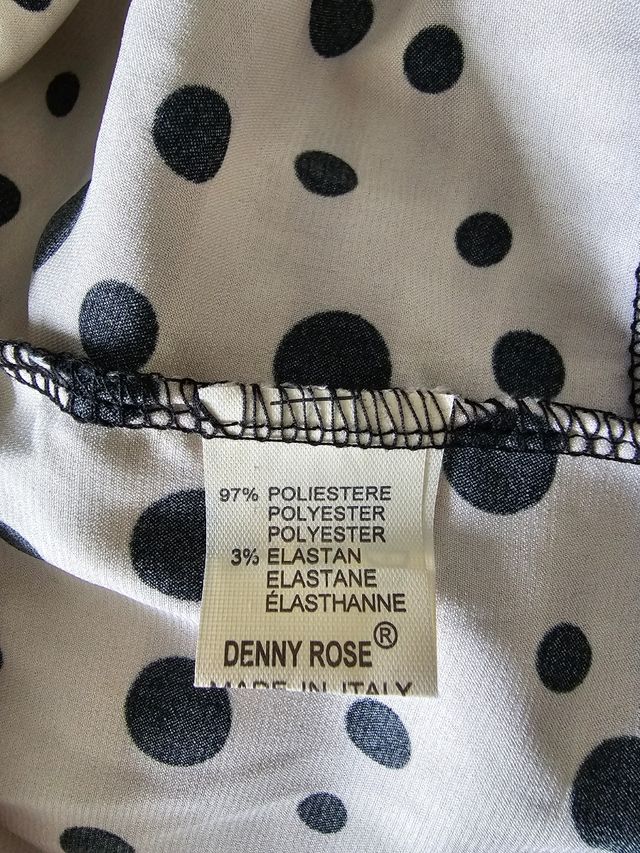 97% POLIESTERE
POLYESTER
POLYESTER
3% ELASTAN
ELASTANE
ÉLASTHANNE
DENNY ROSE®
MADE IN ITALY